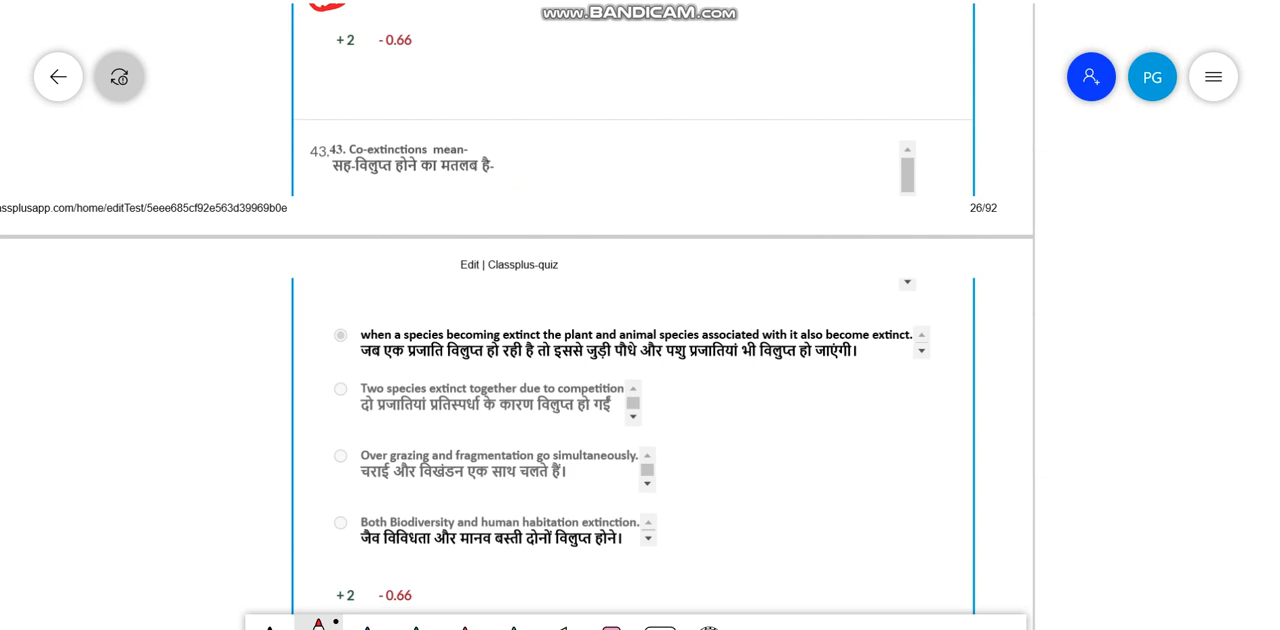 www.BANDICAM.com
+2 - 0.66
PG
43. 43. Co-extinctions mean-
सह-विलुप्त होने का मतलब है-
assplusapp.com/home/editTest/5eee685cf92e563d39969b0e 26/92
Edit | Classplus-quiz
when a species becoming extinct the plant and animal species associated with it also become extinct.
जब एक प्रजाति विलुप्त हो रही है तो इससे जुड़ी पौधे और पशु प्रजातियां भी विलुप्त हो जाएंगी।
Two species extinct together due to competition
दो प्रजातियां प्रतिस्पर्धा के कारण विलुप्त हो गईं
Over grazing and fragmentation go simultaneously.
चराई और विखंडन एक साथ चलते हैं।
Both Biodiversity and human habitation extinction.
जैव विविधता और मानव बस्ती दोनों विलुप्त होने।
+2 - 0.66